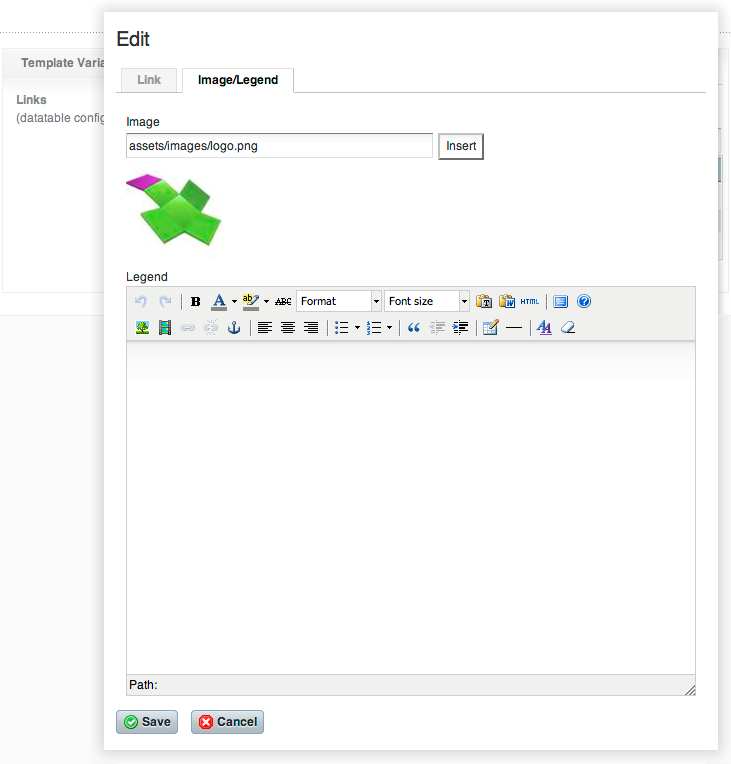 Edit
Template Varia
Links
(datatable config
Link
Image/Legend
Image
assets/images/logo.png
Insert
Legend
B A ab ABC Format Font size HTML
Path:
Save Cancel